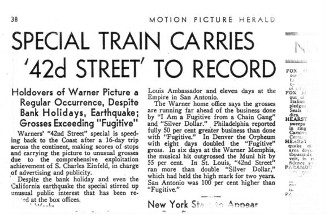 38
MOTION PICTURE HERALD
SPECIAL TRAIN CARRIES
'42d STREET' TO RECORD
Holdovers of Warner Picture a
Regular Occurrence, Despite
Bank Holidays, Earthquake;
Grosses Exceeding "Fugitive"
Warners' "42d Street" special is speed-
ing back to the Coast after a 16-day trip
across the continent, making scores of stops
and carrying the picture to unusual grosses
due to the comprehensive exploitation
achievement of S. Charles Einfeld, in charge
of advertising and publicity.
Despite the bank holiday and even the
California earthquake the special stirred up
unusual public interest that has been re-
at the box offices.
Louis Ambassador and eleven days at the
Empire in San Antonio.
The Warner home office says the grosses
are running far ahead of the business done
by "I Am a Fugitive from a Chain Gang"
and "Silver Dollar." Philadelphia reported
fully 50 per cent greater business than done
with "Fugitive." In Denver the Orpheum
with eight days doubled the "Fugitive"
gross. In six days at the Warner Memphis,
the musical hit outgrossed the Muni hit by
55 per cent. In St. Louis, "42nd Street"
ran more than double "Silver Dollar,"
which had held the high mark for two years.
San Antonio was 100 per cent higher than
"Fugitive."
New York
Appear
FOX
FOX
HEARST